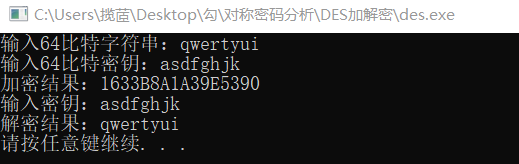 C:\Users\揽蓝\Desktop\勾\对称密码分析\DES加解密\des.exe
输入64比特字符串：qwertyui
输入64比特密钥：asdfghjk
加密结果：1633B8A1A39E5390
输入密钥：asdfghjk
解密结果：qwertyui
请按任意键继续. . .